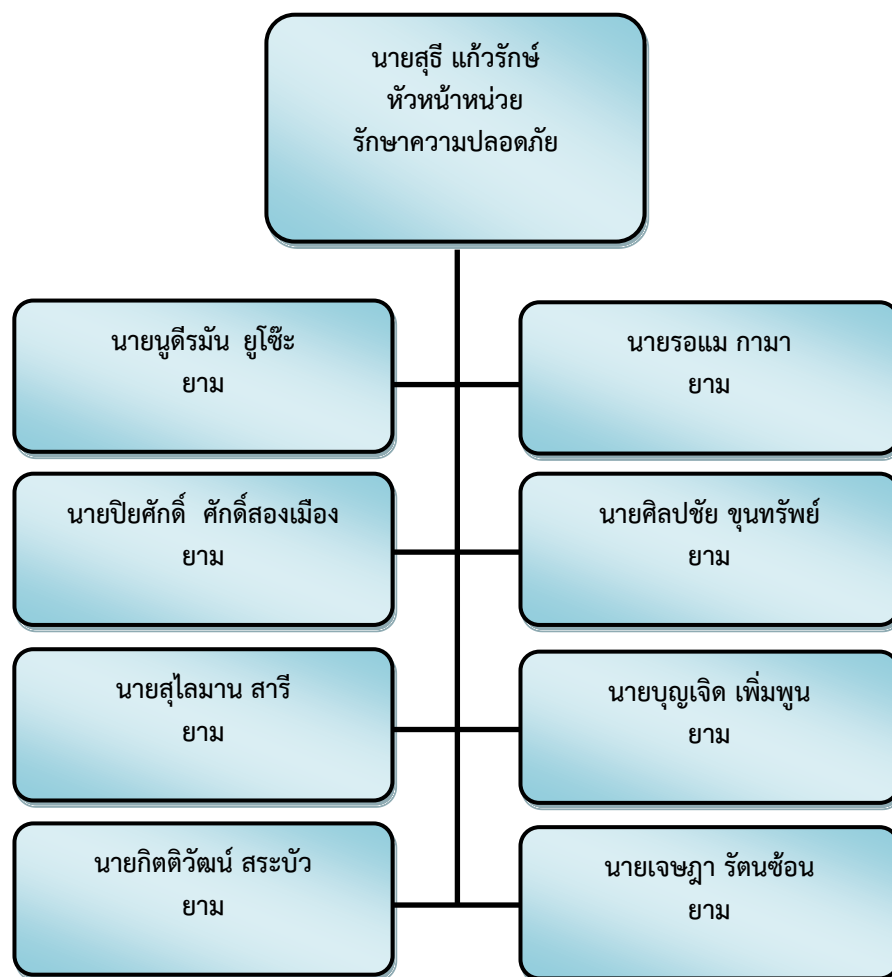 นายสุธี แก้วรักษ์
หัวหน้าหน่วย
รักษาความปลอดภัย
นายนูดีรมัน ยูโซ๊ะ
ยาม
นายรอแม กามา
ยาม
นายปิยศักดิ์ ศักดิ์สองเมือง
ยาม
นายศิลปชัย ขุนทรัพย์
ยาม
นายสุไลมาน สารี
ยาม
นายบุญเจิด เพิ่มพูน
ยาม
นายกิตติวัฒน์ สระบัว
ยาม
นายเจษฎา รัตนซ้อน
ยาม